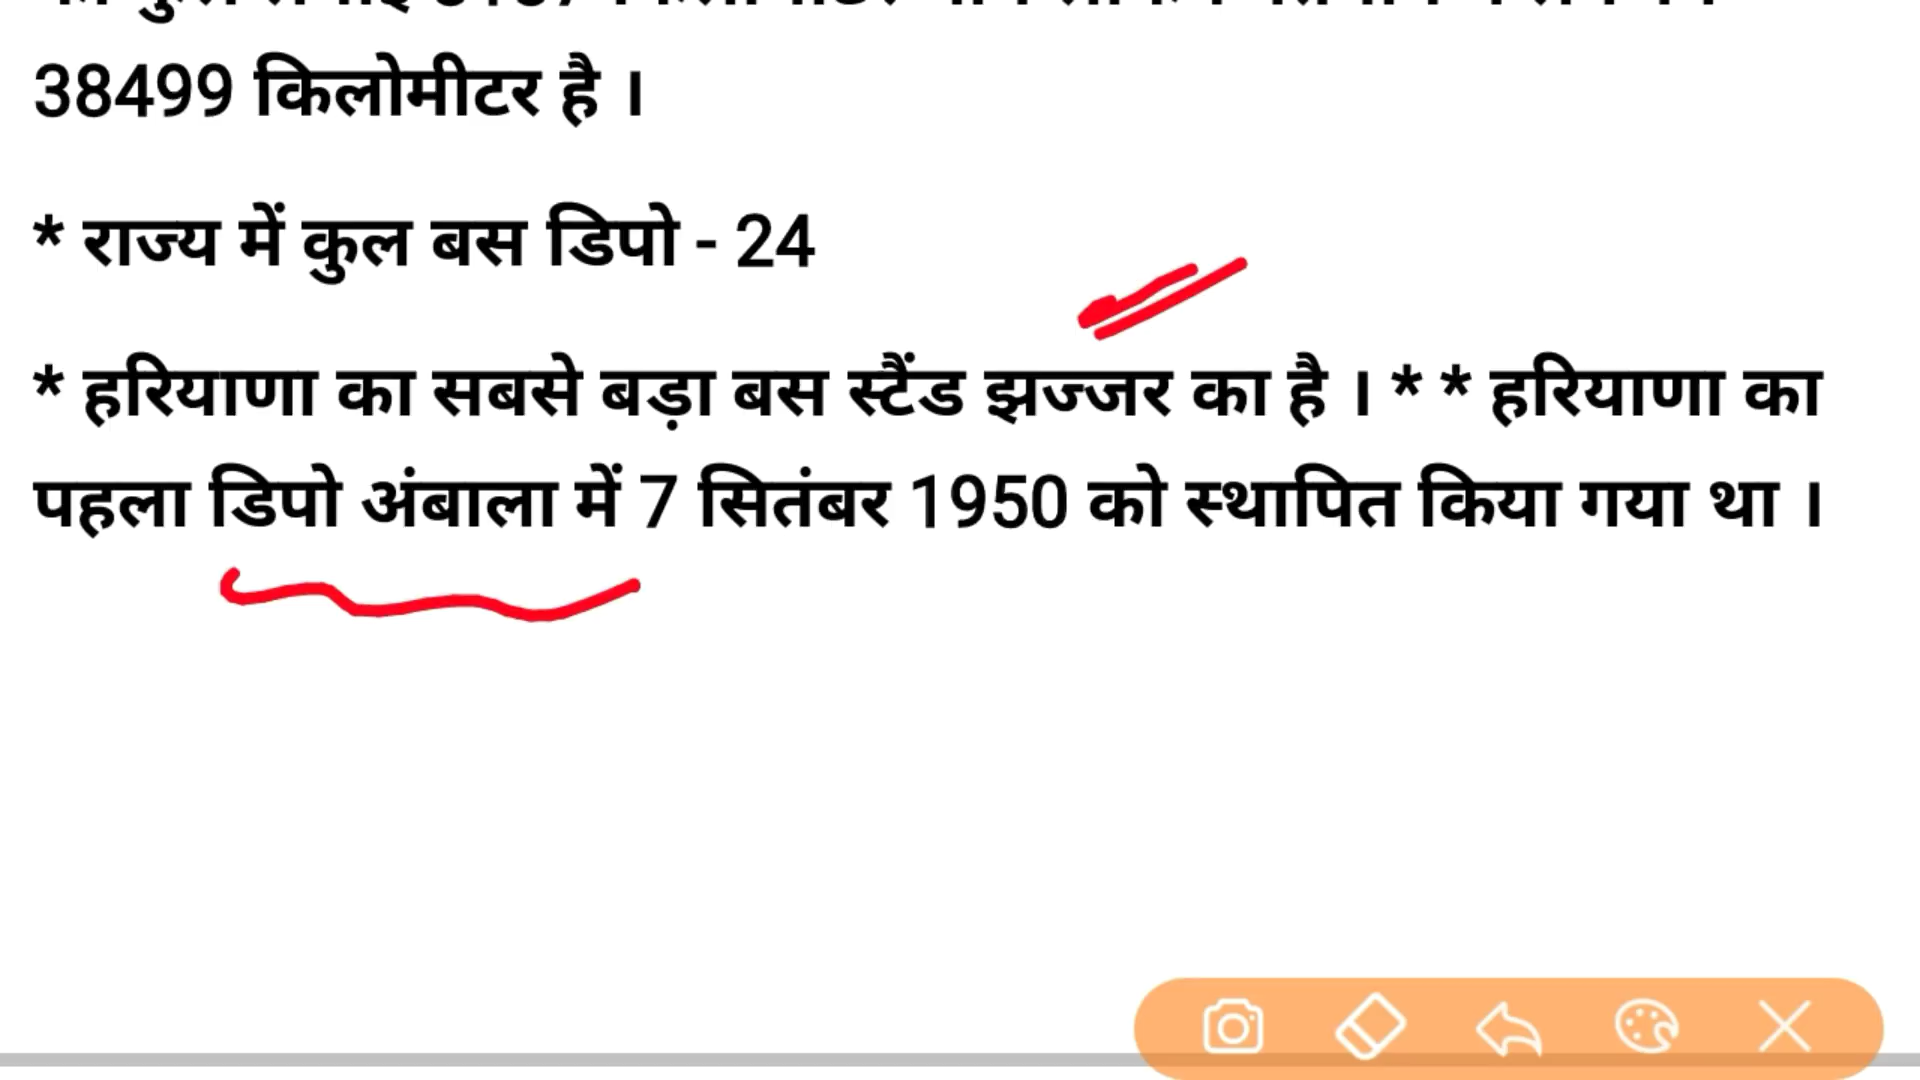 38499 किलोमीटर है ।
* राज्य में कुल बस डिपो - 24
* हरियाणा का सबसे बड़ा बस स्टैंड झज्जर का है । * * हरियाणा का
पहला डिपो अंबाला में 7 सितंबर 1950 को स्थापित किया गया था ।